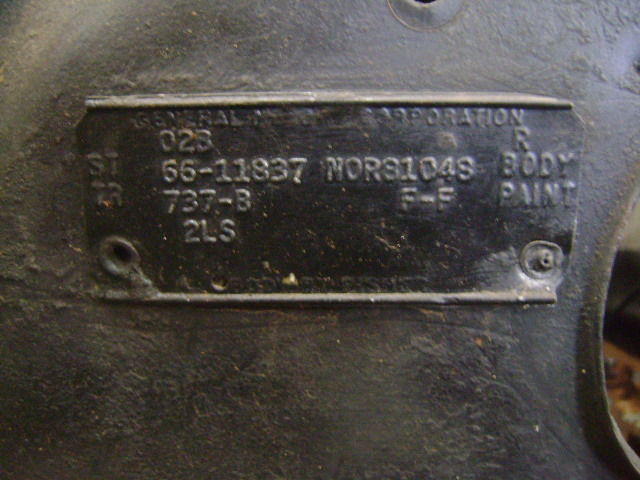 GENERAL CORPORATION
02B R
ST 66-11837 NOR81048 BODY
TR 737-B F-F PAINT
2LS